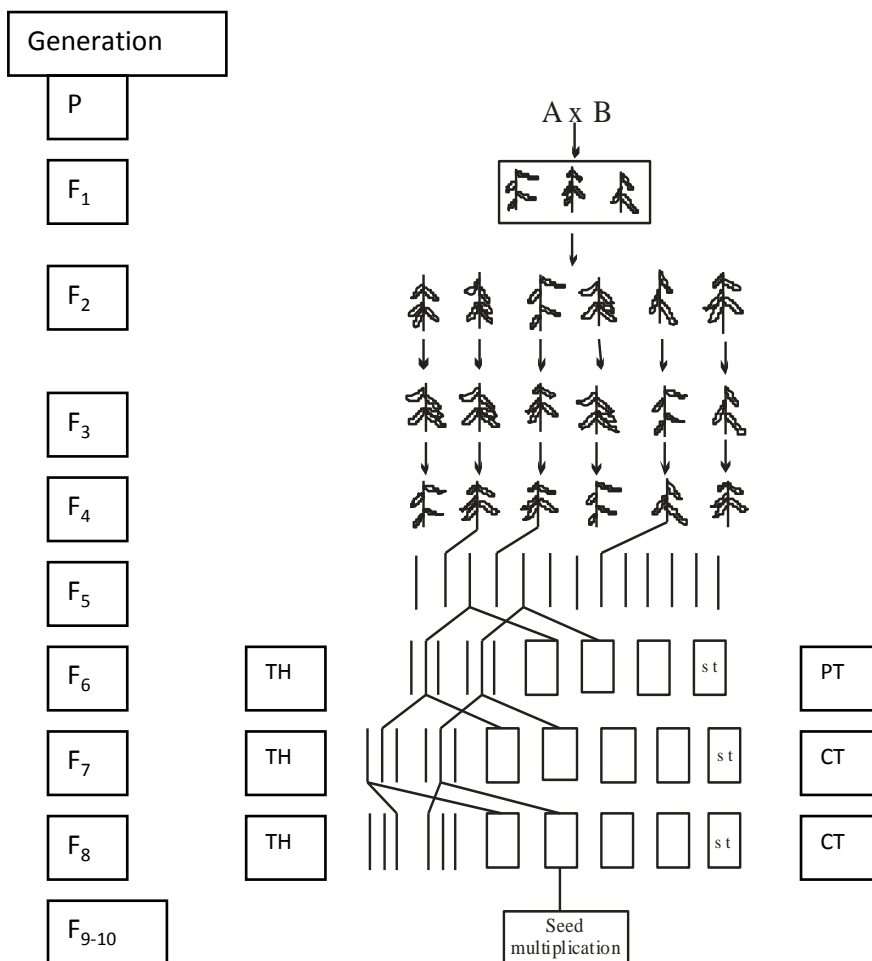 Generation
P
A x B
F₁
F₂
F₃
F₄
F₅
F₆
TH
st
PT
F₇
TH
st
CT
F₈
TH
st
CT
F₉₋₁₀
Seed
multiplication